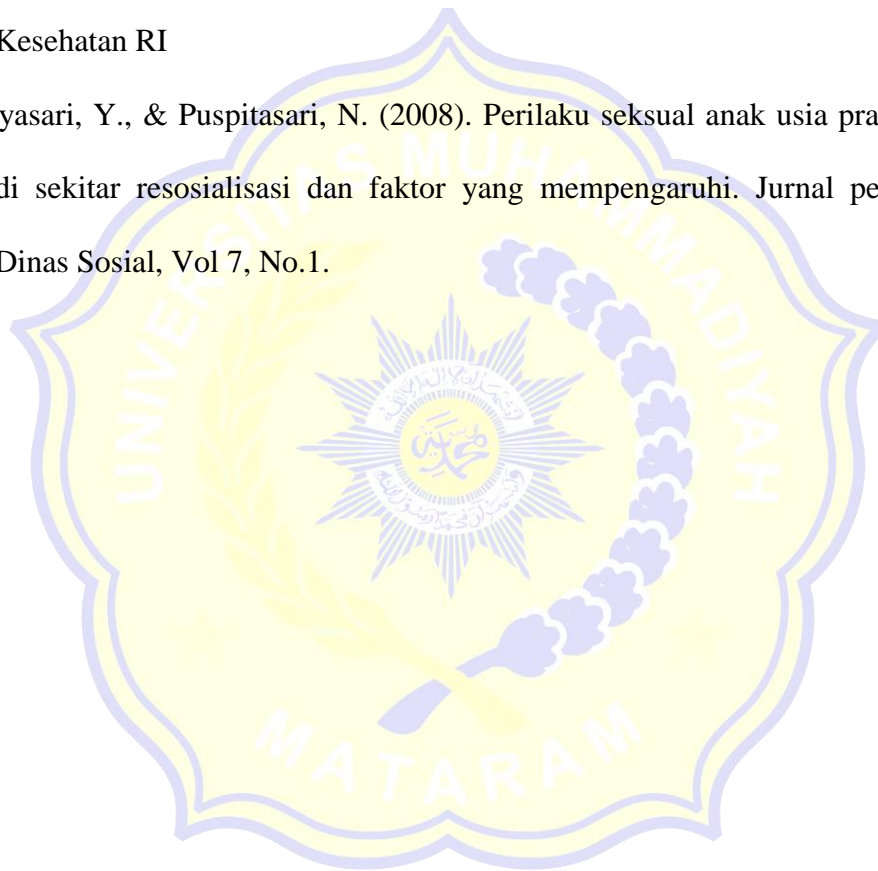 Kesehatan RI
yasari, Y., & Puspitasari, N. (2008). Perilaku seksual anak usia pra
di sekitar resosialisasi dan faktor yang mempengaruhi. Jurnal pe
Dinas Sosial, Vol 7, No.1.
UNIVERSITAS MUHAMMADIYAH
MATARAM